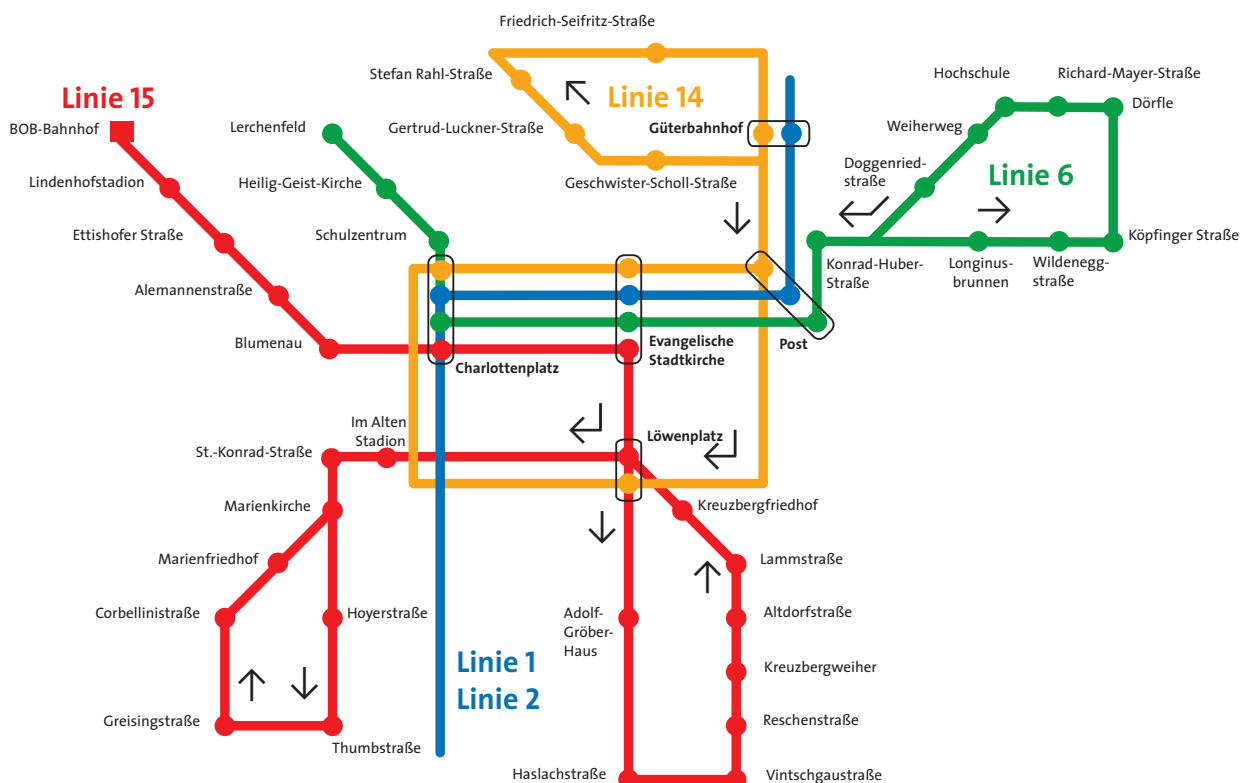 Friedrich-Seifritz-Straße
Stefan Rahl-Straße
Linie 14
Hochschule
Richard-Mayer-Straße
Linie 15
Dörfle
BOB-Bahnhof
Lerchenfeld
Gertrud-Luckner-Straße
Güterbahnhof
Weiherweg
Lindenhofstadion
Heilig-Geist-Kirche
Geschwister-Scholl-Straße
Doggenried-
straße
Linie 6
Ettishofer Straße
Schulzentrum
Köpfinger Straße
Konrad-Huber-
Straße
Longinus-
brunnen
Wildenegg-
straße
Alemannenstraße
Blumenau
Charlottenplatz
Evangelische
Stadtkirche
Post
Im Alten
Stadion
Löwenplatz
St.-Konrad-Straße
Marienkirche
Kreuzbergfriedhof
Marienfriedhof
Lammstraße
Corbellinistraße
Hoyerstraße
Adolf-
Gröber-
Haus
Altdorfstraße
Linie 1
Linie 2
Kreuzbergweiher
Greisingstraße
Thumbstraße
Reschenstraße
Haslachstraße
Vintschgaustraße